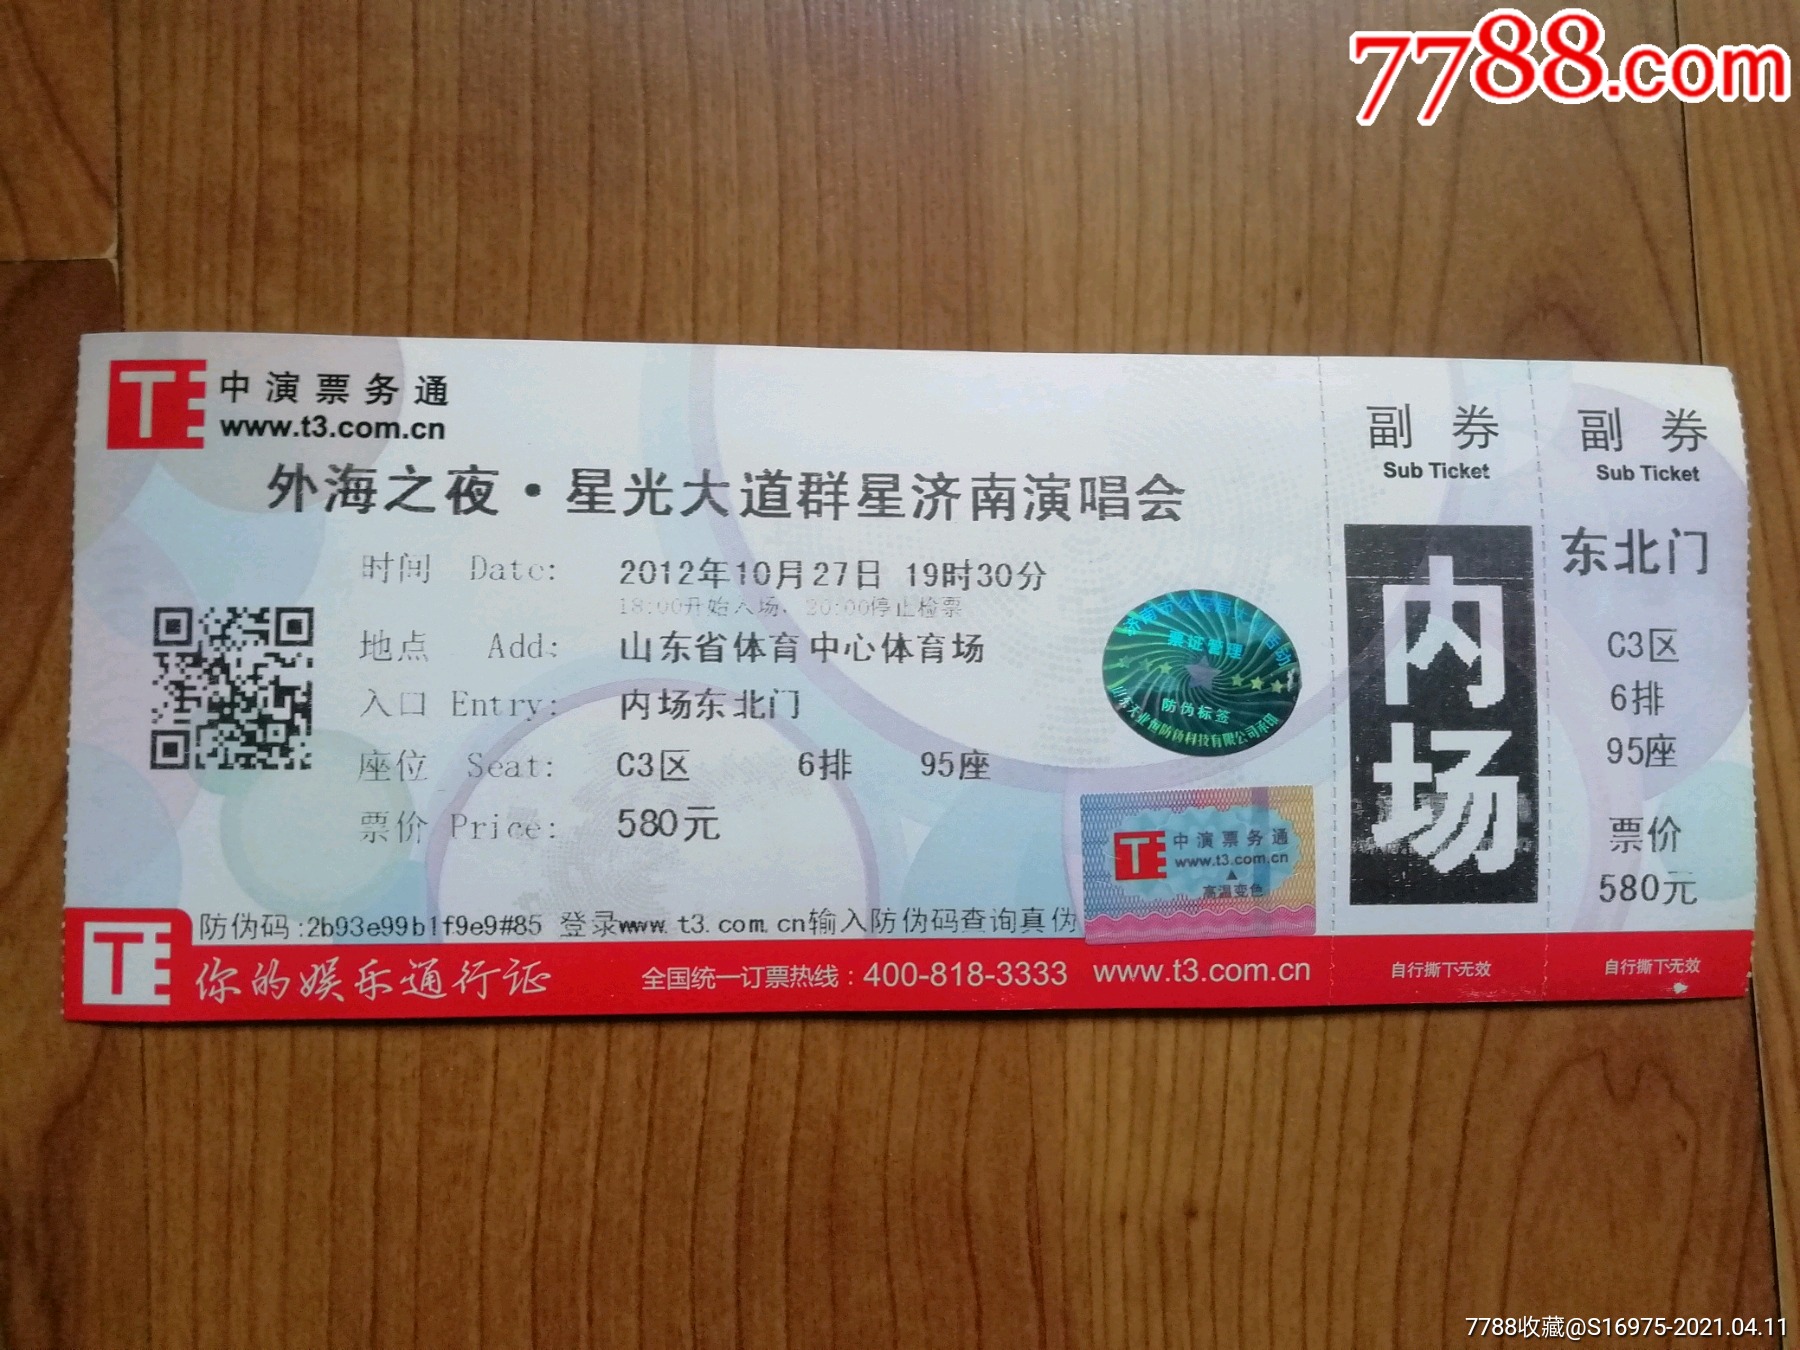 7788.com
中演票务通
www.t3.com.cn
外海之夜·星光大道群星济南演唱会
时间 Date: 2012年10月27日 19时30分
18:00开始入场, 20:00停止检票
地点 Add: 山东省体育中心体育场
入口 Entry: 内场东北门
座位 Seat: C3区 6排 95座
票价 Price: 580元
防伪码:2b93e99b1f9e9#85 登录www.t3.com.cn输入防伪码查询真伪
你的娱乐通行证
全国统一订票热线:400-818-3333 www.t3.com.cn
票证管理
防伪标签
中演票务通
www.t3.com.cn
高温变色
副券
Sub Ticket
内场
自行撕下无效
副券
Sub Ticket
东北门
C3区
6排
95座
票价
580元
自行撕下无效
7788收藏@S16975-2021.04.11